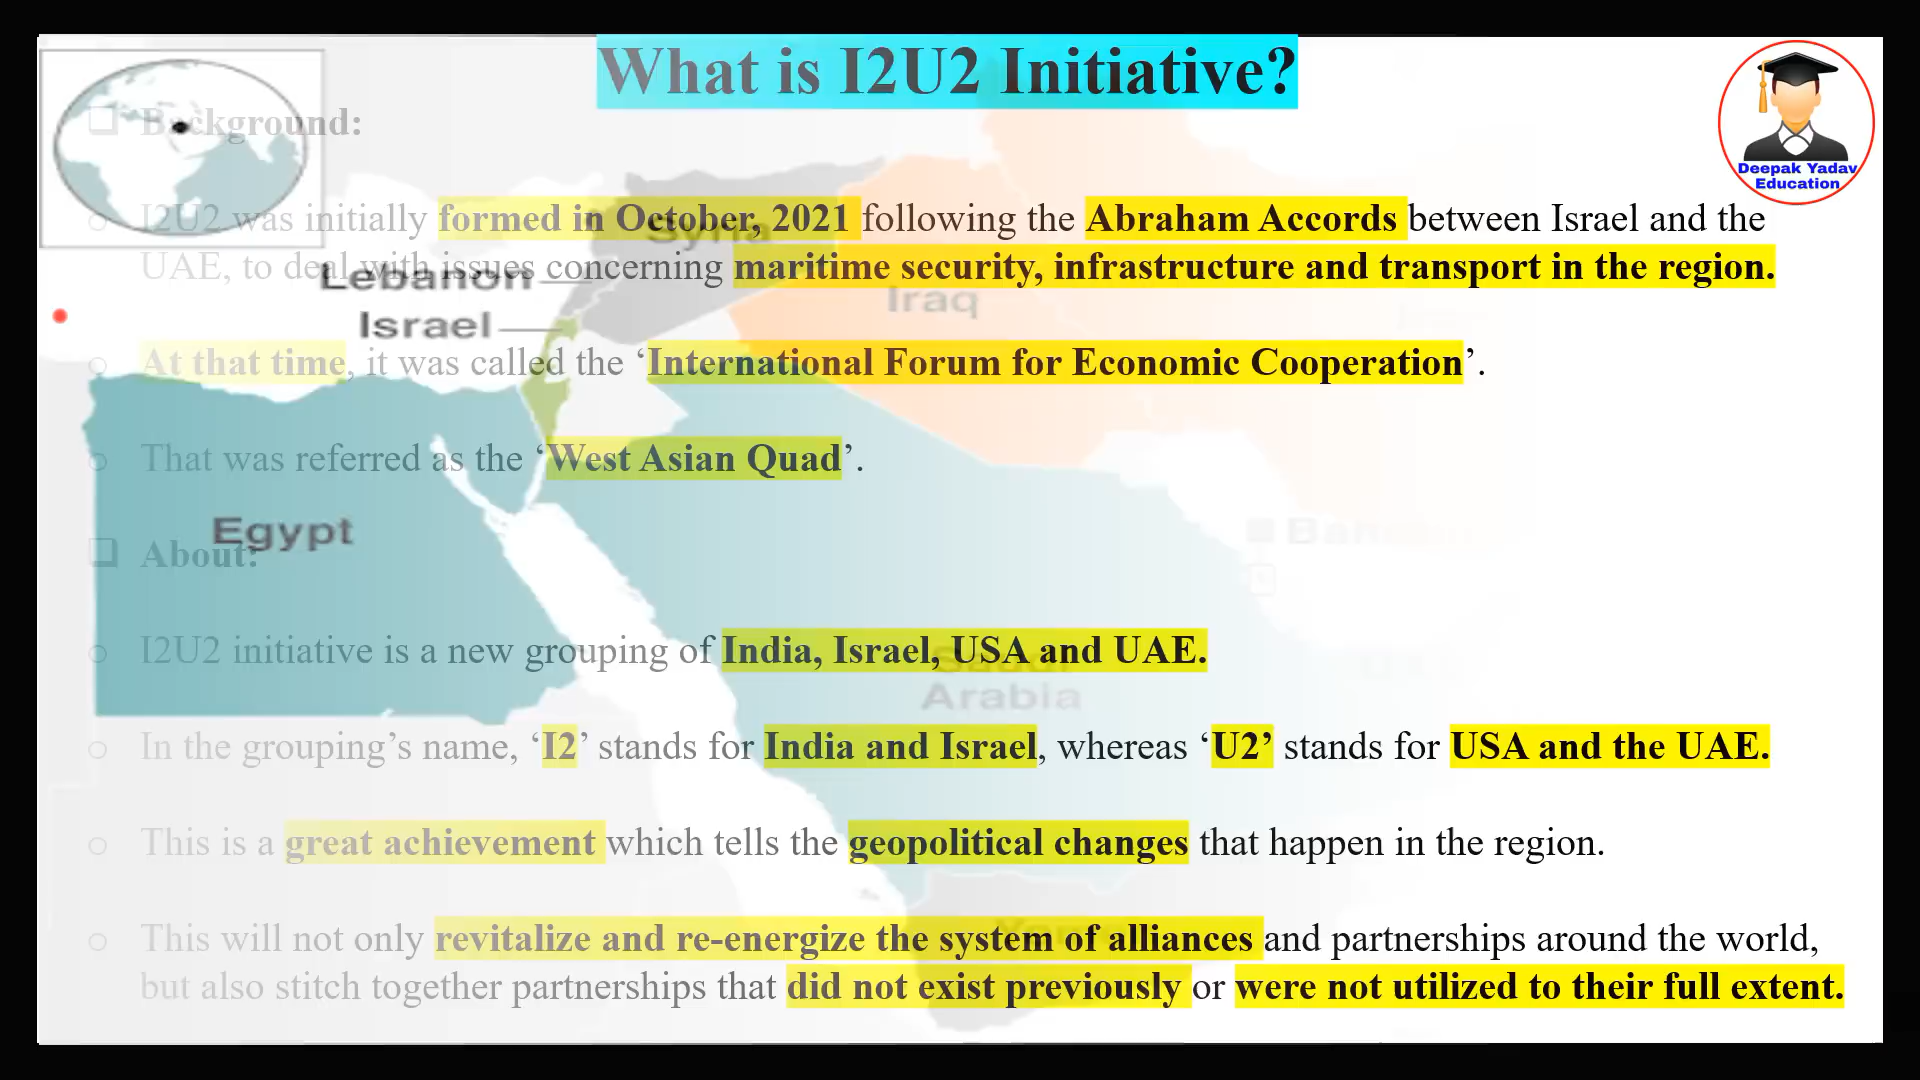 What is I2U2 Initiative?
Background:
I2U2 was initially formed in October, 2021 following the Abraham Accords between Israel and the
UAE, to deal with issues concerning maritime security, infrastructure and transport in the region.
At that time, it was called the ‘International Forum for Economic Cooperation’.
That was referred as the ‘West Asian Quad’.
About:
I2U2 initiative is a new grouping of India, Israel, USA and UAE.
In the grouping’s name, ‘I2’ stands for India and Israel, whereas ‘U2’ stands for USA and the UAE.
This is a great achievement which tells the geopolitical changes that happen in the region.
This will not only revitalize and re-energize the system of alliances and partnerships around the world,
but also stitch together partnerships that did not exist previously or were not utilized to their full extent.
Deepak Yadav
Education
Syria
Lebanon
Israel
Iraq
Egypt
Saudi
Arabia